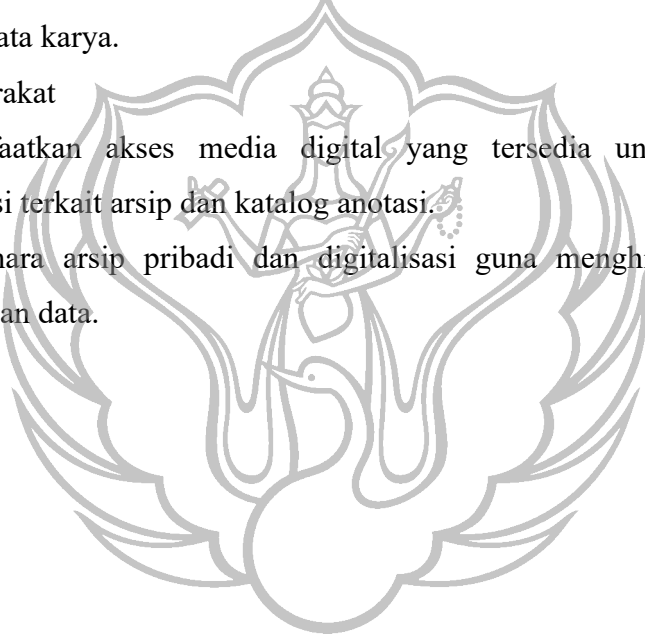 ata karya.
rakat
faatkan akses media digital yang tersedia un
si terkait arsip dan katalog anotasi.
hara arsip pribadi dan digitalisasi guna mengh
an data.